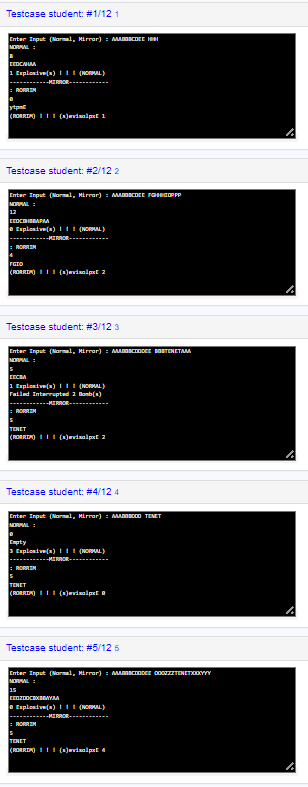 Testcase student: #1/12 1
Enter Input (Normal, Mirror) : AAABBBCDEE HHH
NORMAL :
8
EEDCAHAA
1 Explosive(s) ! ! ! (NORMAL)
------------MIRROR------------
: RORRIM
0
ytpmE
(RORRIM) ! ! ! (s)evisolpxE 1
Testcase student: #2/12 2
Enter Input (Normal, Mirror) : AAABBBCDEE FGHHHIOPPP
NORMAL :
12
EEDCBHBBAPAA
0 Explosive(s) ! ! ! (NORMAL)
------------MIRROR------------
: RORRIM
4
FGIO
(RORRIM) ! ! ! (s)evisolpxE 2
Testcase student: #3/12 3
Enter Input (Normal, Mirror) : AAABBBCDDDEE BBBTENETAAA
NORMAL :
5
EECBA
1 Explosive(s) ! ! ! (NORMAL)
Failed Interrupted 2 Bomb(s)
------------MIRROR------------
: RORRIM
5
TENET
(RORRIM) ! ! ! (s)evisolpxE 2
Testcase student: #4/12 4
Enter Input (Normal, Mirror) : AAABBBDDD TENET
NORMAL :
0
Empty
3 Explosive(s) ! ! ! (NORMAL)
------------MIRROR------------
: RORRIM
5
TENET
(RORRIM) ! ! ! (s)evisolpxE 0
Testcase student: #5/12 5
Enter Input (Normal, Mirror) : AAABBBCDDDEE OOOZZZTENETXXXYYY
NORMAL :
15
EEDZDDCBXBBAYAA
0 Explosive(s) ! ! ! (NORMAL)
------------MIRROR------------
: RORRIM
5
TENET
(RORRIM) ! ! ! (s)evisolpxE 4